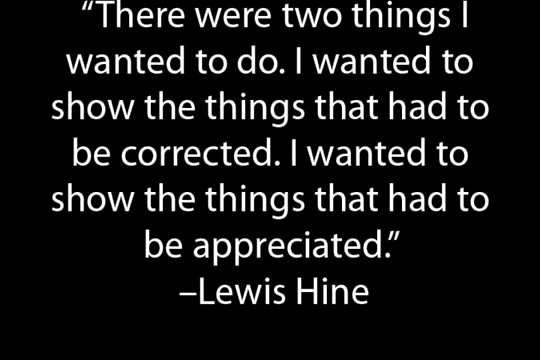 “There were two things I
wanted to do. I wanted to
show the things that had to
be corrected. I wanted to
show the things that had to
be appreciated.”
–Lewis Hine